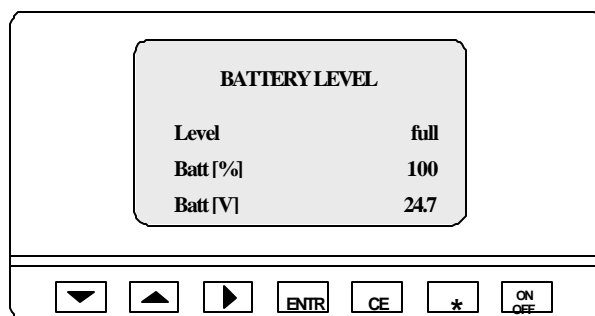 BATTERY LEVEL
Level full
Batt [%] 100
Batt [V] 24.7
ENTR CE * ON
OFF